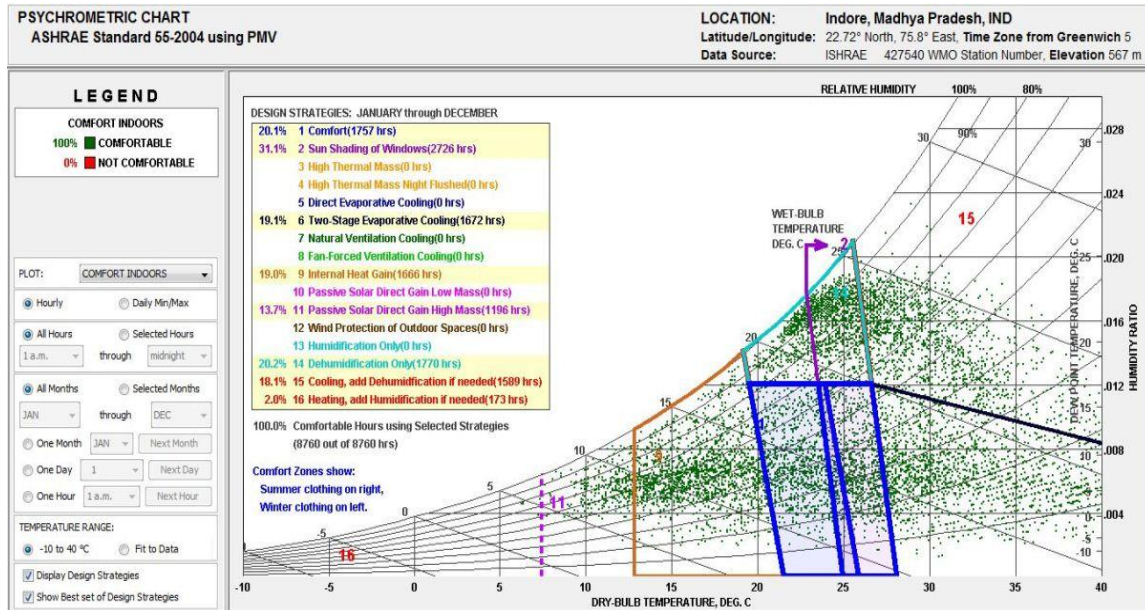 PSYCHROMETRIC CHART
ASHRAE Standard 55-2004 using PMV
LOCATION: Indore, Madhya Pradesh, IND
Latitude/Longitude: 22.72° North, 75.8° East, Time Zone from Greenwich 5
Data Source: ISHRAE 427540 WMO Station Number, Elevation 567 m
LEGEND
COMFORT INDOORS
100% COMFORTABLE
0% NOT COMFORTABLE
PLOT: COMFORT INDOORS
Hourly Daily Min/Max
All Hours Selected Hours
1 a.m. through midnight
All Months Selected Months
JAN through DEC
One Month JAN Next Month
One Day 1 Next Day
One Hour 1 a.m. Next Hour
TEMPERATURE RANGE:
-10 to 40 °C Fit to Data
Display Design Strategies
Show Best set of Design Strategies
DESIGN STRATEGIES: JANUARY through DECEMBER
20.1% 1 Comfort(1757 hrs)
31.1% 2 Sun Shading of Windows(2726 hrs)
3 High Thermal Mass(0 hrs)
4 High Thermal Mass Night Flushed(0 hrs)
5 Direct Evaporative Cooling(0 hrs)
19.1% 6 Two-Stage Evaporative Cooling(1672 hrs)
7 Natural Ventilation Cooling(0 hrs)
8 Fan-Forced Ventilation Cooling(0 hrs)
19.0% 9 Internal Heat Gain(1666 hrs)
10 Passive Solar Direct Gain Low Mass(0 hrs)
13.7% 11 Passive Solar Direct Gain High Mass(1196 hrs)
12 Wind Protection of Outdoor Spaces(0 hrs)
13 Humidification Only(0 hrs)
20.2% 14 Dehumidification Only(1770 hrs)
18.1% 15 Cooling, add Dehumidfication if needed(1589 hrs)
2.0% 16 Heating, add Humidification if needed(173 hrs)
100.0% Comfortable Hours using Selected Strategies
(8760 out of 8760 hrs)
Comfort Zones show:
Summer clothing on right,
Winter clothing on left.
RELATIVE HUMIDITY 100% 80%
90%
WET-BULB
TEMPERATURE
DEG. C
2
15
14
1
9
11
16
-5
0
5
10
15
20
25
30
30
25
20
15
10
5
0
-5
-10
DEW POINT TEMPERATURE, DEG. C
.028
.024
.020
.016
.012
.008
.004
HUMIDITY RATIO
-10 -5 0 5 10 15 20 25 30 35 40
DRY-BULB TEMPERATURE, DEG. C